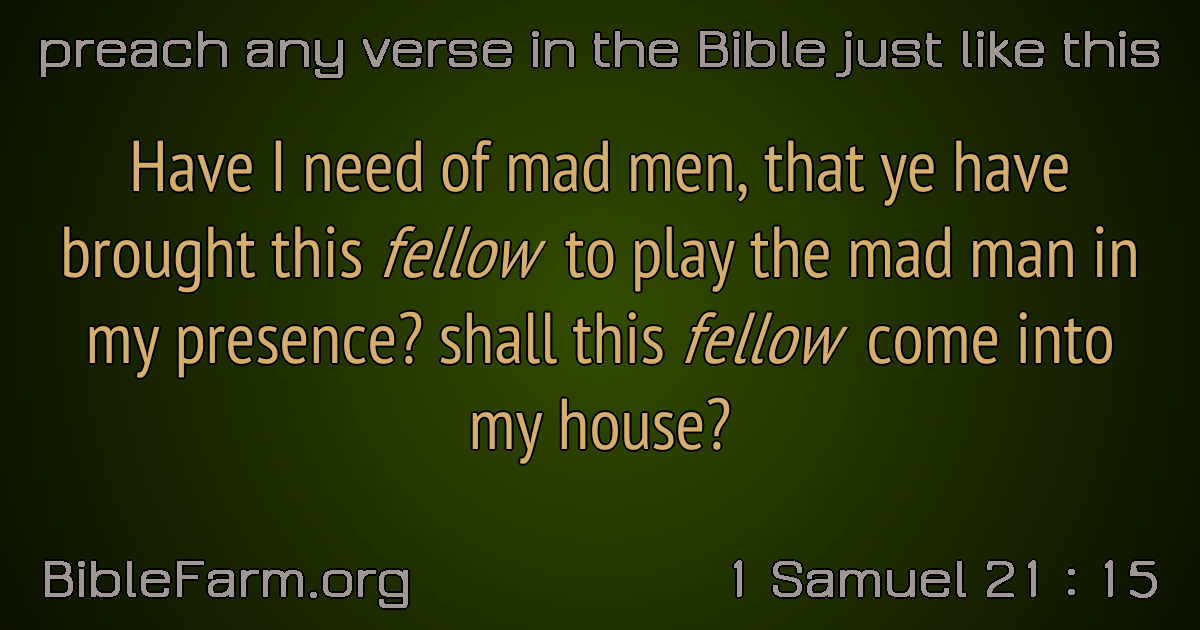 preach any verse in the Bible just like this
Have I need of mad men, that ye have
brought this fellow to play the mad man in
my presence? shall this fellow come into
my house?
BibleFarm.org
1 Samuel 21 : 15